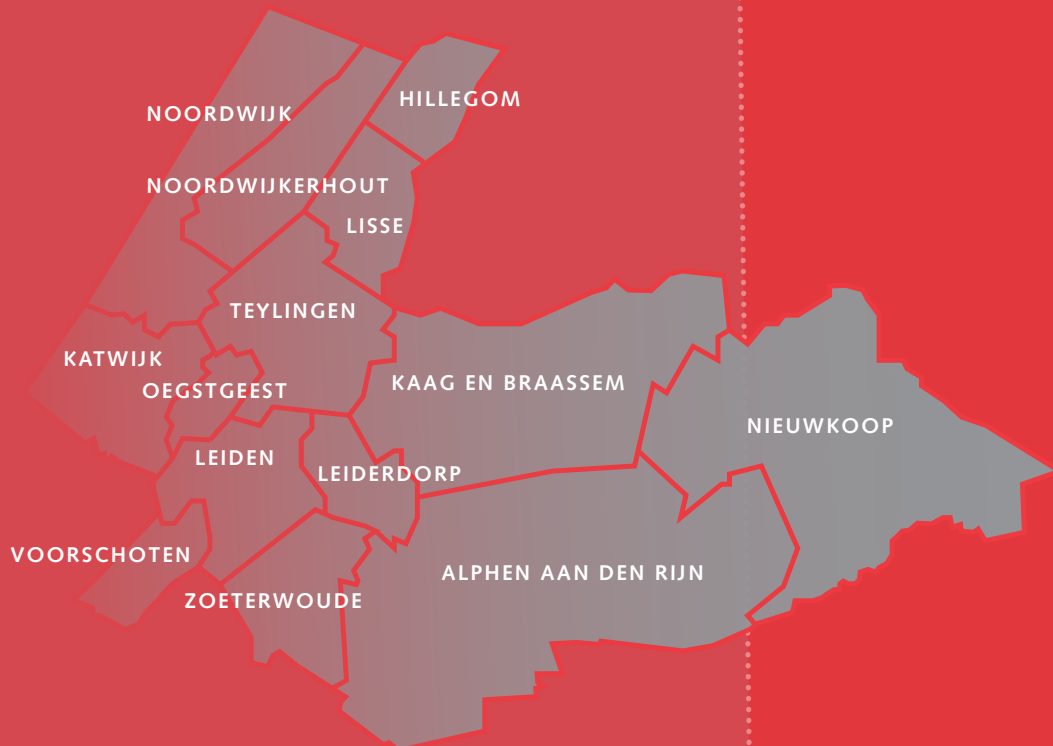 HILLEGOM
NOORDWIJK
NOORDWIJKERHOUT
LISSE
TEYLINGEN
KATWIJK
OEGSTGEEST
KAAG EN BRAASSEM
NIEUWKOOP
LEIDEN
LEIDERDORP
VOORSCHOTEN
ALPHEN AAN DEN RIJN
ZOETERWOUDE